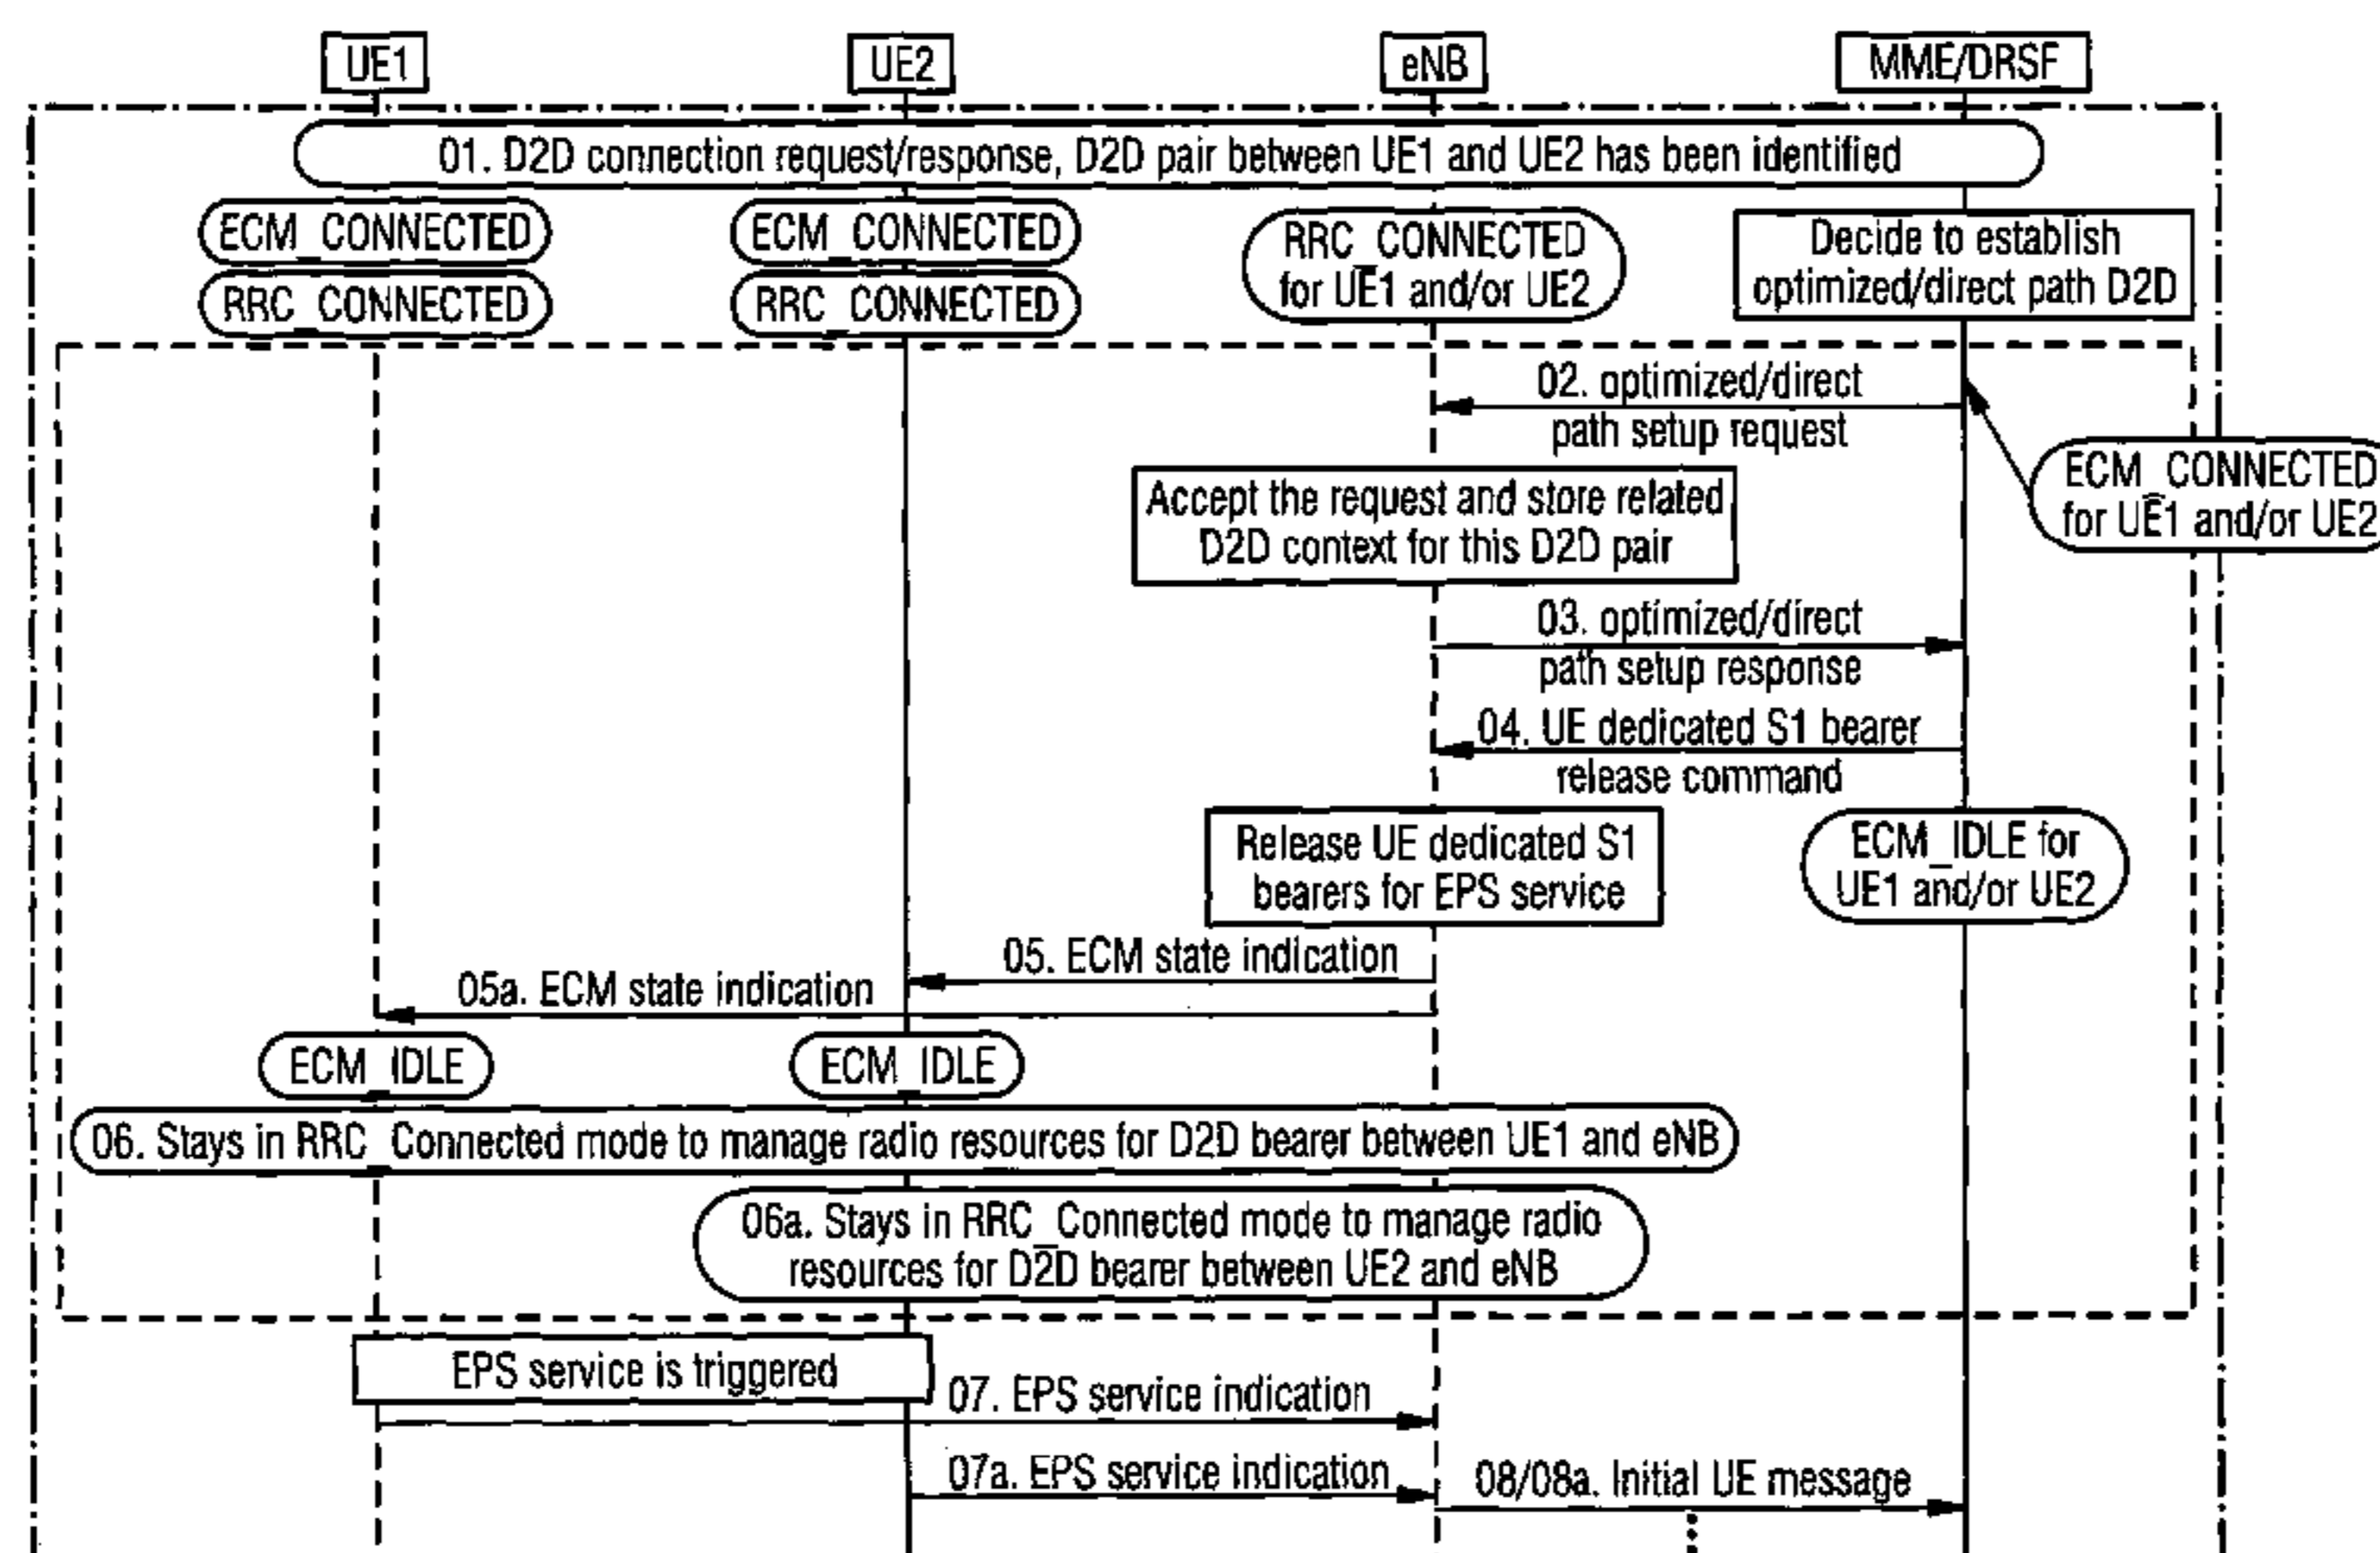 UE1
UE2
eNB
MME/DRSF
01. D2D connection request/response, D2D pair between UE1 and UE2 has been identified
ECM_CONNECTED
RRC_CONNECTED
ECM_CONNECTED
RRC_CONNECTED
RRC_CONNECTED
for UE1 and/or UE2
Decide to establish
optimized/direct path D2D
02. optimized/direct
path setup request
ECM_CONNECTED
for UE1 and/or UE2
Accept the request and store related
D2D context for this D2D pair
03. optimized/direct
path setup response
04. UE dedicated S1 bearer
release command
Release UE dedicated S1
bearers for EPS service
ECM_IDLE for
UE1 and/or UE2
05. ECM state indication
05a. ECM state indication
ECM_IDLE
ECM_IDLE
06. Stays in RRC_Connected mode to manage radio resources for D2D bearer between UE1 and eNB
06a. Stays in RRC_Connected mode to manage radio
resources for D2D bearer between UE2 and eNB
EPS service is triggered
07. EPS service indication
07a. EPS service indication
08/08a. Initial UE message